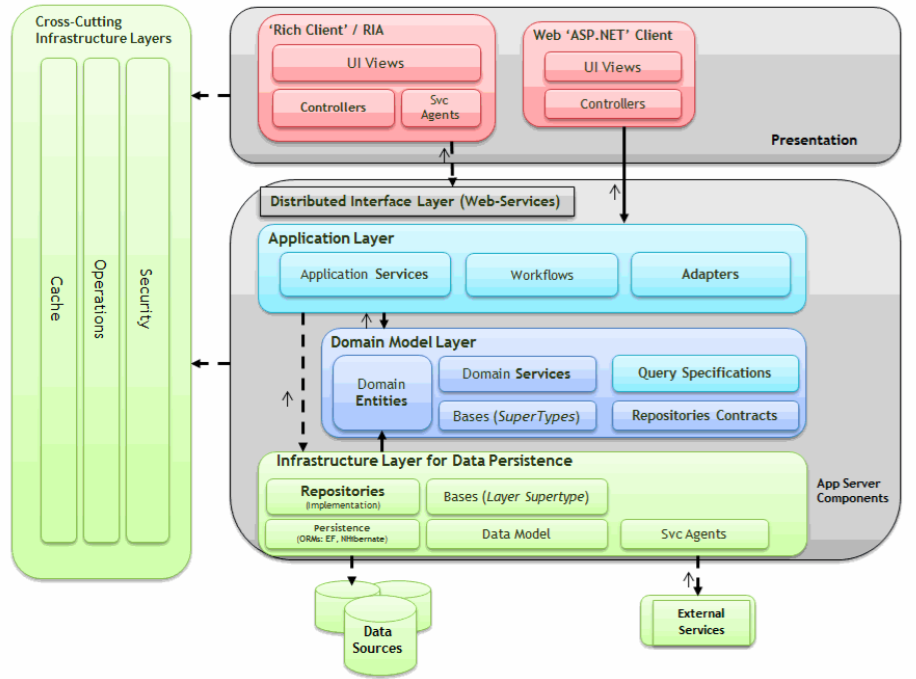 Cross-Cutting
Infrastructure Layers
Cache
Operations
Security
'Rich Client' / RIA
UI Views
Controllers
Svc
Agents
Web 'ASP.NET' Client
UI Views
Controllers
Presentation
Distributed Interface Layer (Web-Services)
Application Layer
Application Services
Workflows
Adapters
Domain Model Layer
Domain
Entities
Domain Services
Query Specifications
Bases (SuperTypes)
Repositories Contracts
Infrastructure Layer for Data Persistence
Repositories
(Implementation)
Bases (Layer Supertype)
Persistence
(ORMs: EF, NHibernate)
Data Model
Svc Agents
App Server
Components
Data
Sources
External
Services